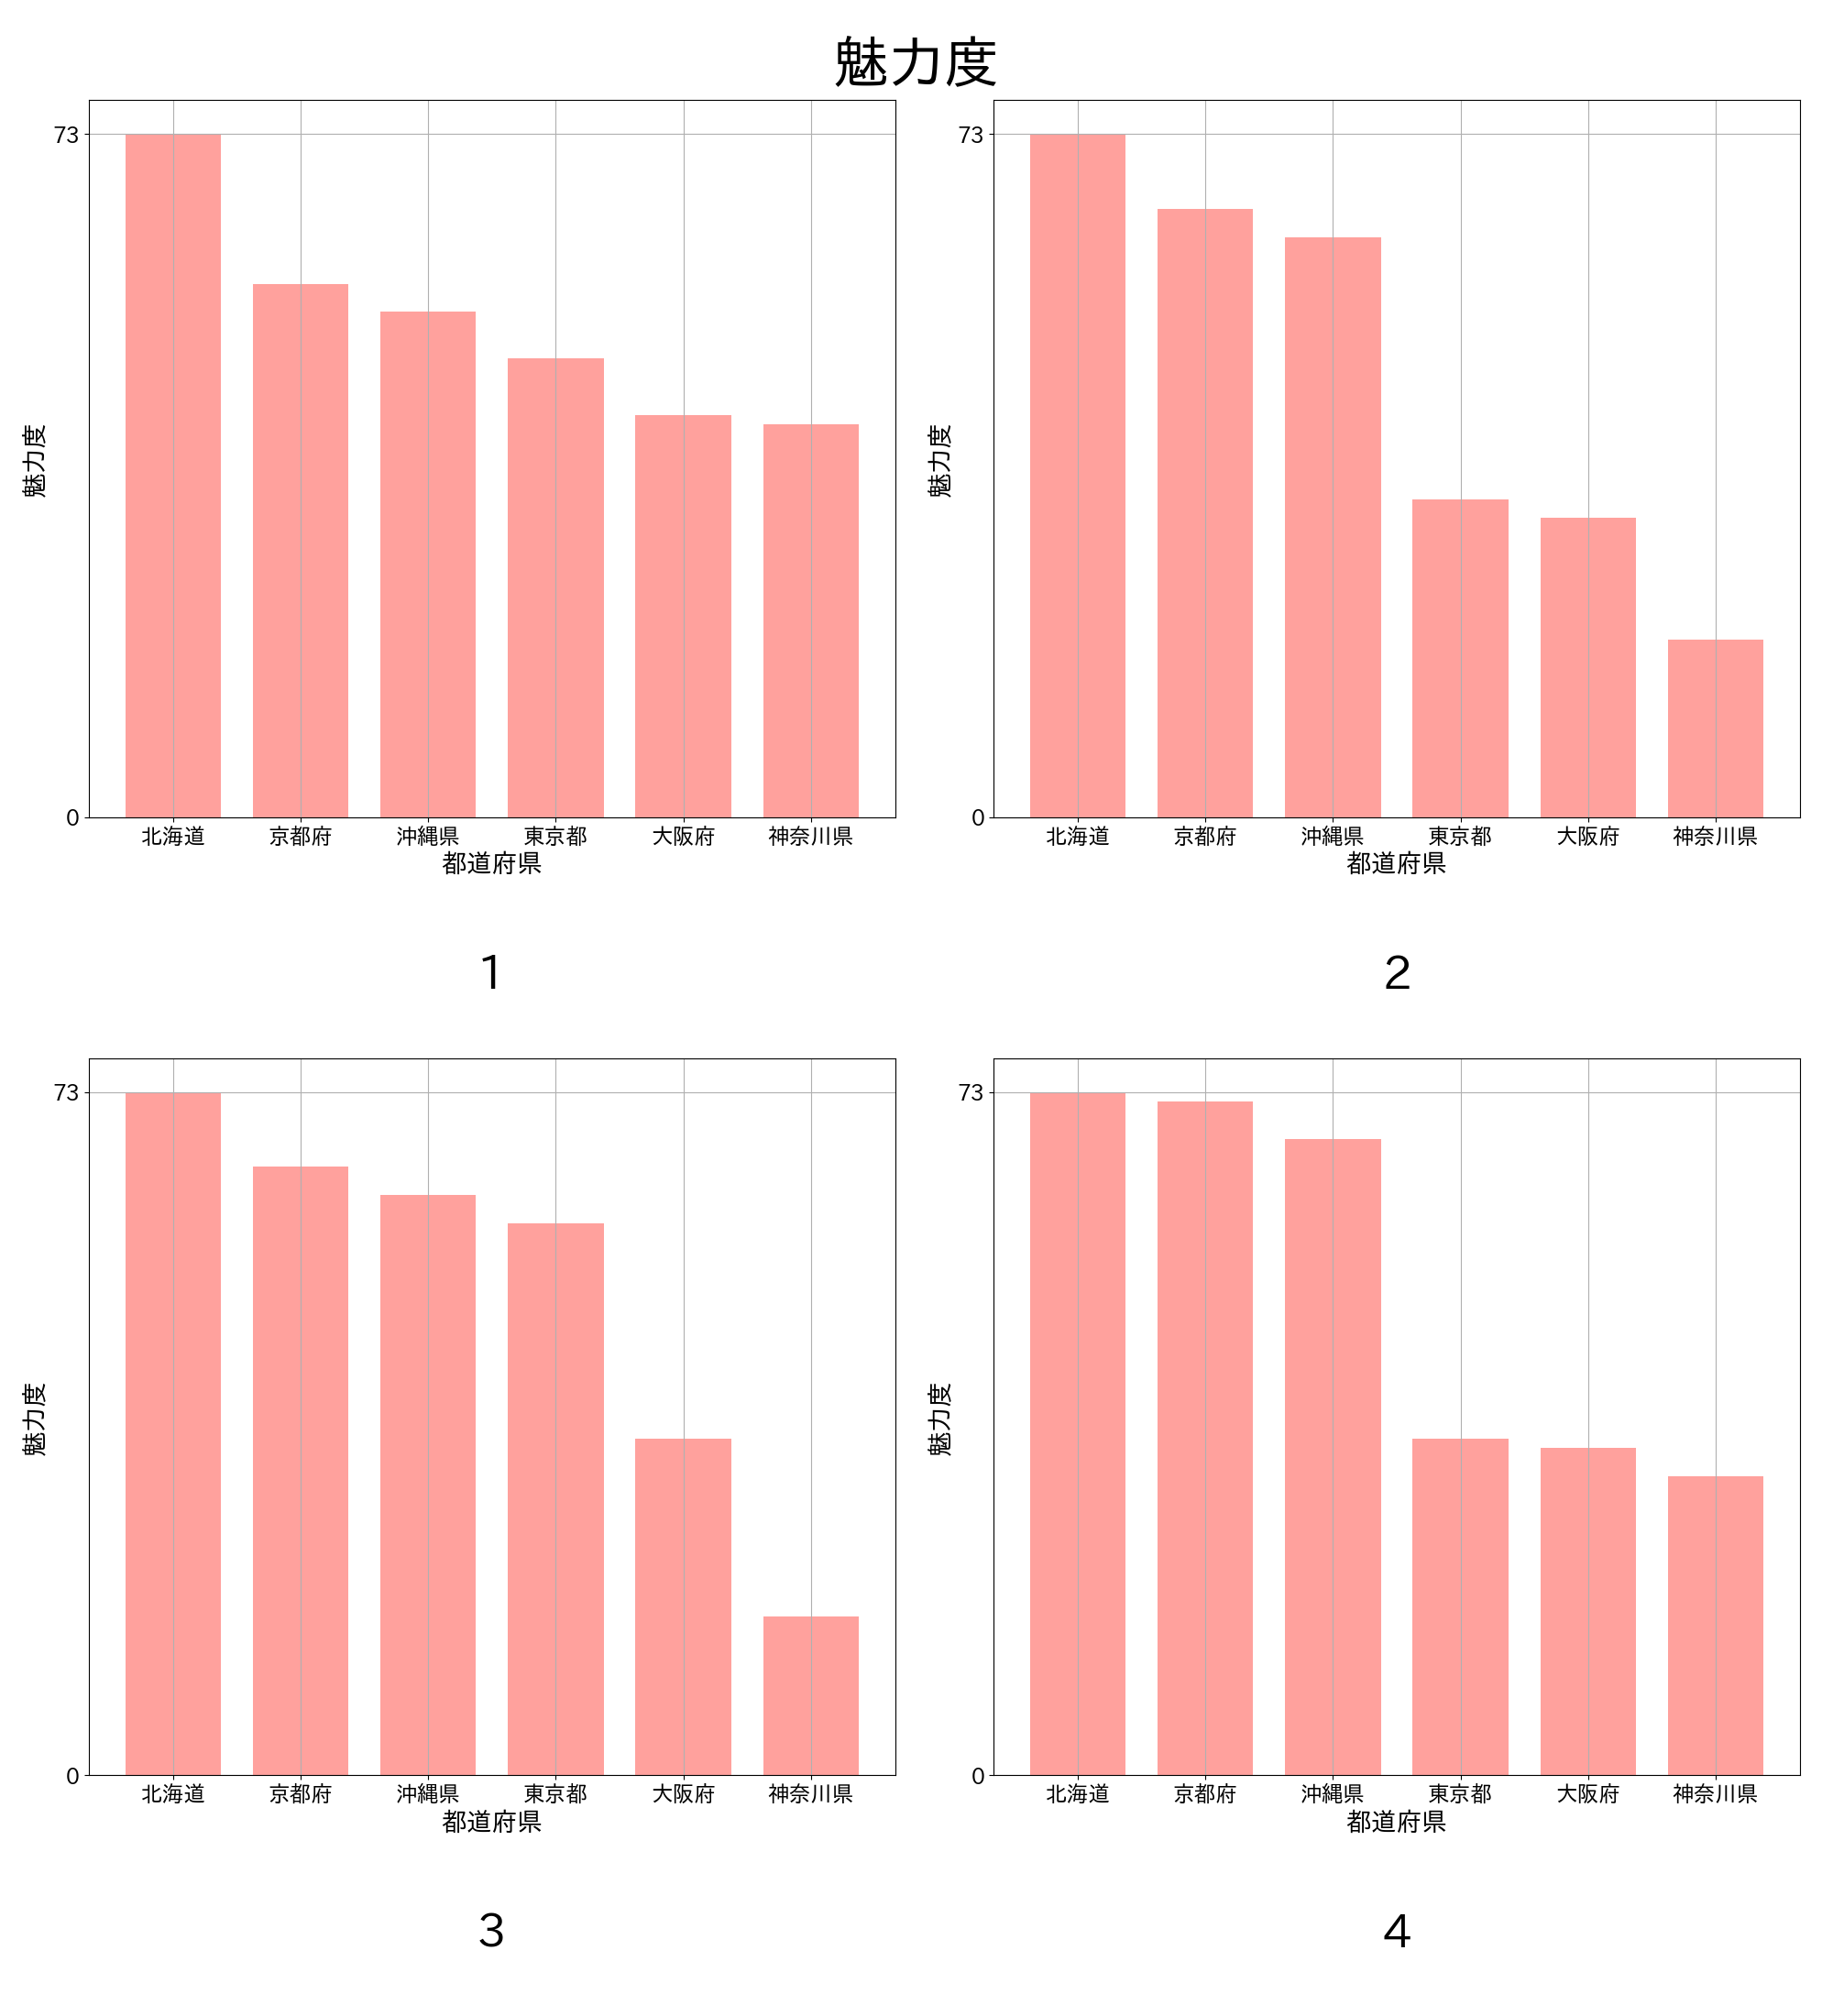 魅力度
73
0
魅力度
北海道 京都府 沖縄県 東京都 大阪府 神奈川県
都道府県
1
73
0
魅力度
北海道 京都府 沖縄県 東京都 大阪府 神奈川県
都道府県
2
73
0
魅力度
北海道 京都府 沖縄県 東京都 大阪府 神奈川県
都道府県
3
73
0
魅力度
北海道 京都府 沖縄県 東京都 大阪府 神奈川県
都道府県
4